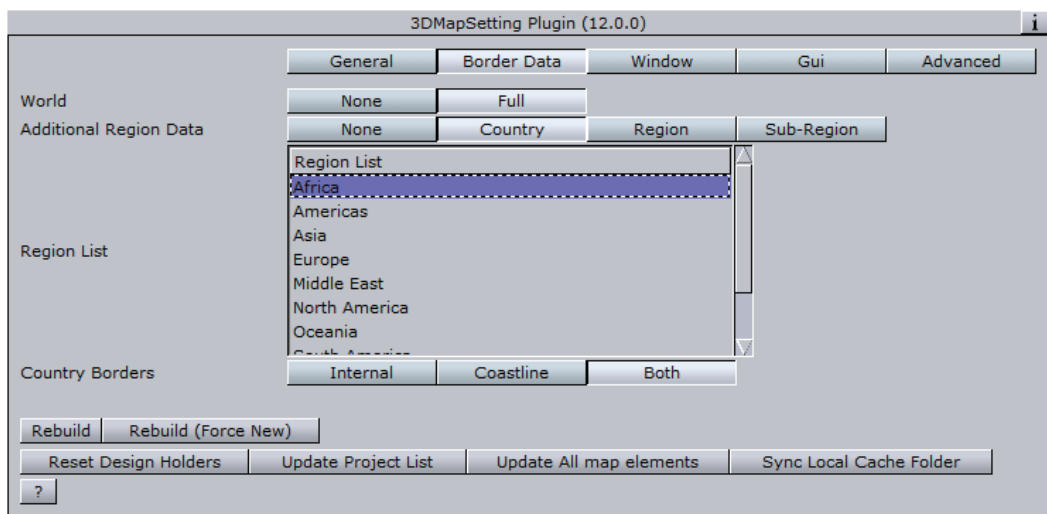 3DMapSetting Plugin (12.0.0) i
General Border Data Window Gui Advanced
World None Full
Additional Region Data None Country Region Sub-Region
Region List
Africa
Americas
Asia
Region List
Europe
Middle East
North America
Oceania
South America
Country Borders Internal Coastline Both
Rebuild Rebuild (Force New)
Reset Design Holders Update Project List Update All map elements Sync Local Cache Folder
?